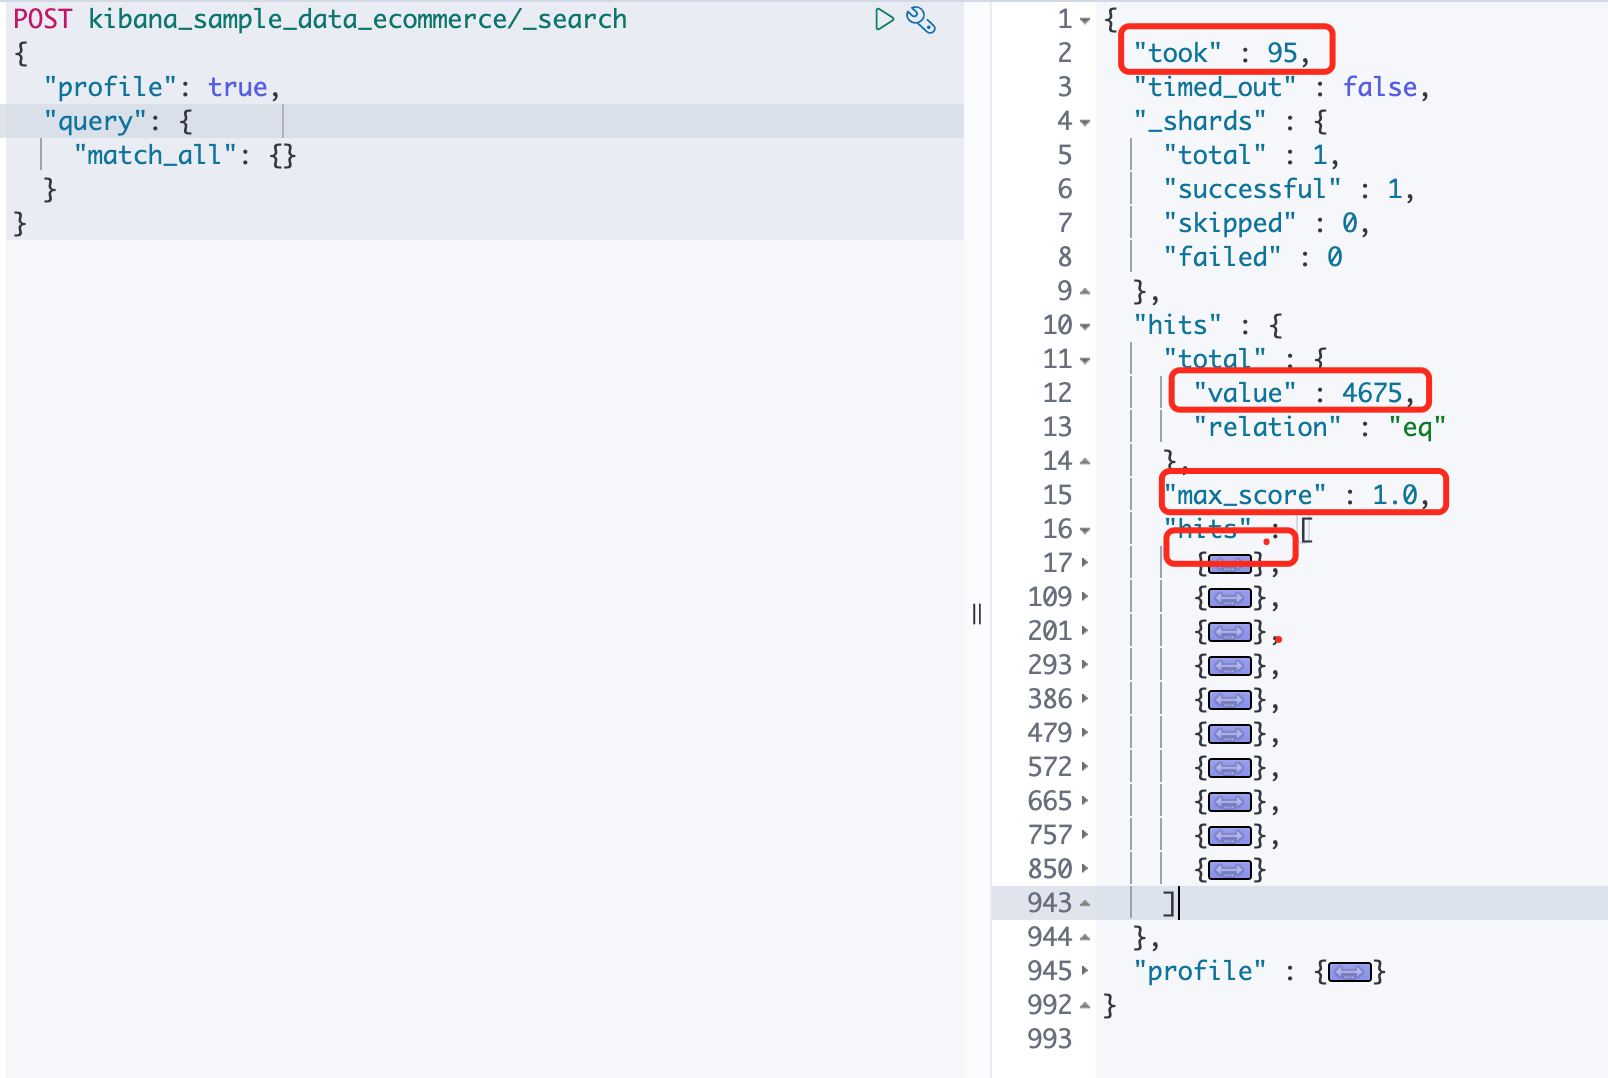 POST kibana_sample_data_ecommerce/_search
{
  "profile": true,
  "query": {
    "match_all": {}
  }
}
1 {
2   "took" : 95,
3   "timed_out" : false,
4   "_shards" : {
5     "total" : 1,
6     "successful" : 1,
7     "skipped" : 0,
8     "failed" : 0
9   },
10   "hits" : {
11     "total" : {
12       "value" : 4675,
13       "relation" : "eq"
14     },
15     "max_score" : 1.0,
16     "hits" : [
17       {},
109       {},
201       {},
293       {},
386       {},
479       {},
572       {},
665       {},
757       {},
850       {}
943     ]
944   },
945   "profile" : {}
992 }
993